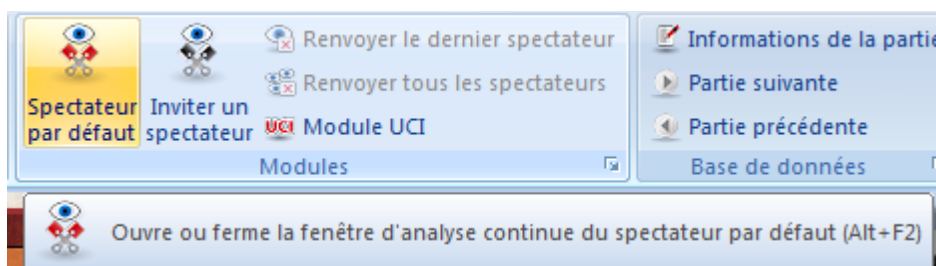 Spectateur
par défaut
Inviter un
spectateur
Renvoyer le dernier spectateur
Renvoyer tous les spectateurs
UCI Module UCI
Modules
Informations de la partie
Partie suivante
Partie précédente
Base de données
Ouvre ou ferme la fenêtre d'analyse continue du spectateur par défaut (Alt+F2)